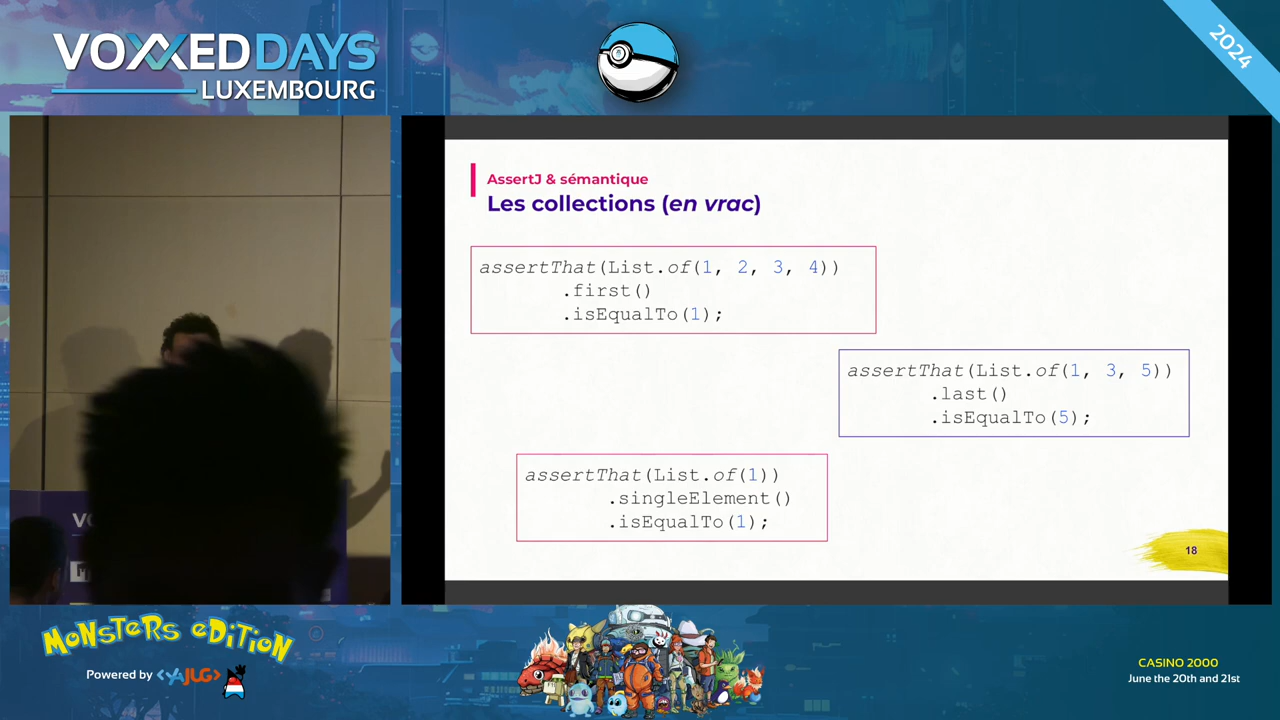 VOXXEDDAYS
LUXEMBOURG
2024
AssertJ & sémantique
Les collections (en vrac)
assertThat(List.of(1, 2, 3, 4))
.first()
.isEqualTo(1);
assertThat(List.of(1, 3, 5))
.last()
.isEqualTo(5);
assertThat(List.of(1))
.singleElement()
.isEqualTo(1);
18
MONSTERS EDITION
Powered by <YAJUG>
CASINO 2000
June the 20th and 21st